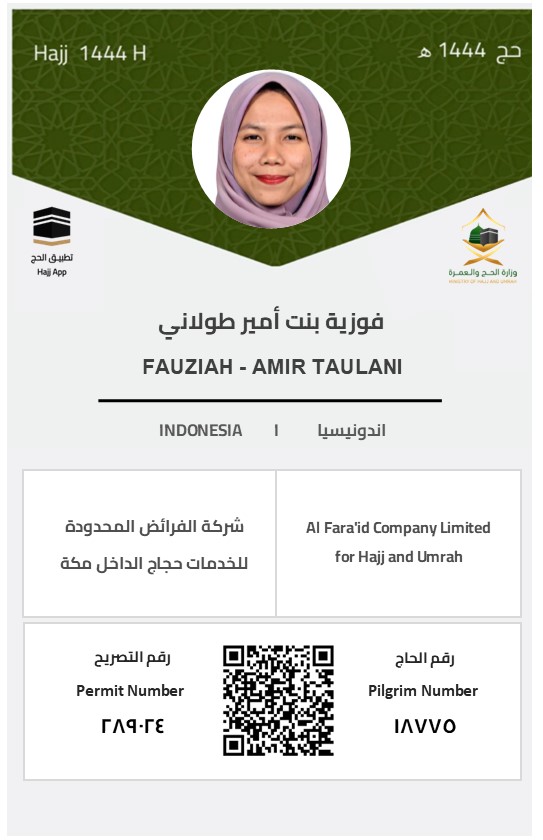 Hajj 1444 H
حج 1444 هـ
تطبيق الحج
Hajj App
وزارة الحج والعمرة
MINISTRY OF HAJJ AND UMRAH
فوزية بنت أمير طولاني
FAUZIAH - AMIR TAULANI
INDONESIA | اندونيسيا
شركة الفرائض المحدودة
للخدمات حجاج الداخل مكة
Al Fara'id Company Limited
for Hajj and Umrah
رقم التصريح
Permit Number
٢٨٩٠٢٤
رقم الحاج
Pilgrim Number
١٨٧٧٥